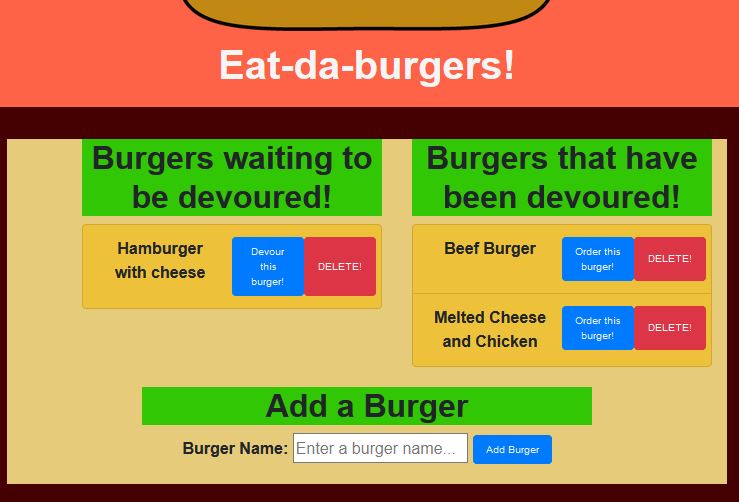 Eat-da-burgers!
Burgers waiting to
be devoured!
Hamburger
with cheese
Devour
this
burger!
DELETE!
Burgers that have
been devoured!
Beef Burger
Order this
burger!
DELETE!
Melted Cheese
and Chicken
Order this
burger!
DELETE!
Add a Burger
Burger Name: Enter a burger name... Add Burger